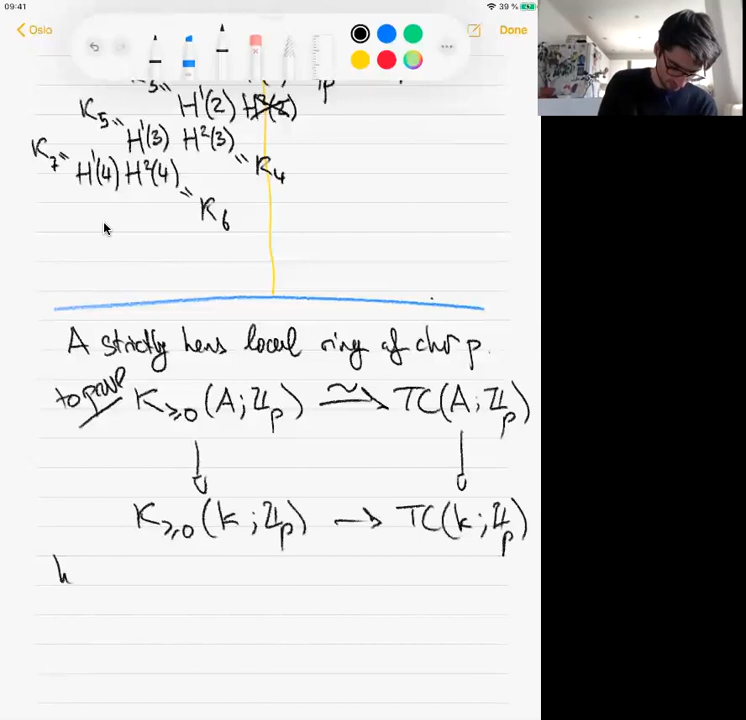 09:41
39 %
Oslo
Done
K₅ = H¹(2) H²(2)
K₇ = H¹(3) H²(3) = K₄
H¹(4) H²(4) = K₆
A strictly hens local ring of char p.
to prove K≥0(A; ℤp) ≃→ TC(A; ℤp)
↓ ↓
K≥0(k; ℤp) → TC(k; ℤp)